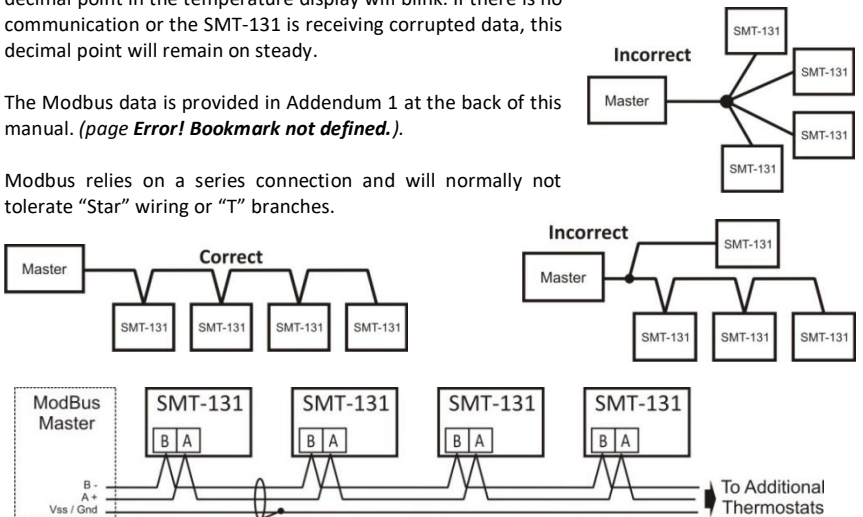 decimal point in the temperature display will blink. If there is no
communication or the SMT-131 is receiving corrupted data, this
decimal point will remain on steady.
The Modbus data is provided in Addendum 1 at the back of this
manual. (page Error! Bookmark not defined.).
Modbus relies on a series connection and will normally not
tolerate “Star” wiring or “T” branches.
Incorrect
Master
SMT-131
SMT-131
SMT-131
SMT-131
Correct
Master
SMT-131
SMT-131
SMT-131
SMT-131
Incorrect
Master
SMT-131
SMT-131
SMT-131
SMT-131
ModBus
Master
B -
A +
Vss / Gnd
SMT-131
B A
SMT-131
B A
SMT-131
B A
SMT-131
B A
To Additional
Thermostats